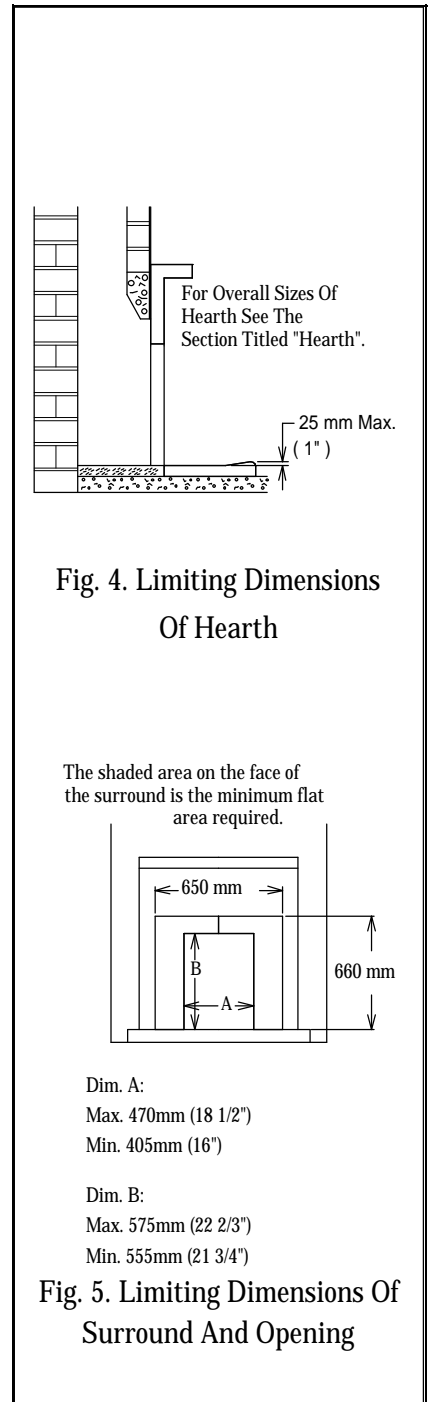 For Overall Sizes Of
Hearth See The
Section Titled "Hearth".
25 mm Max.
( 1" )
Fig. 4. Limiting Dimensions
Of Hearth
The shaded area on the face of
the surround is the minimum flat
area required.
650 mm
B
660 mm
A
Dim. A:
Max. 470mm (18 1/2")
Min. 405mm (16")
Dim. B:
Max. 575mm (22 2/3")
Min. 555mm (21 3/4")
Fig. 5. Limiting Dimensions Of
Surround And Opening